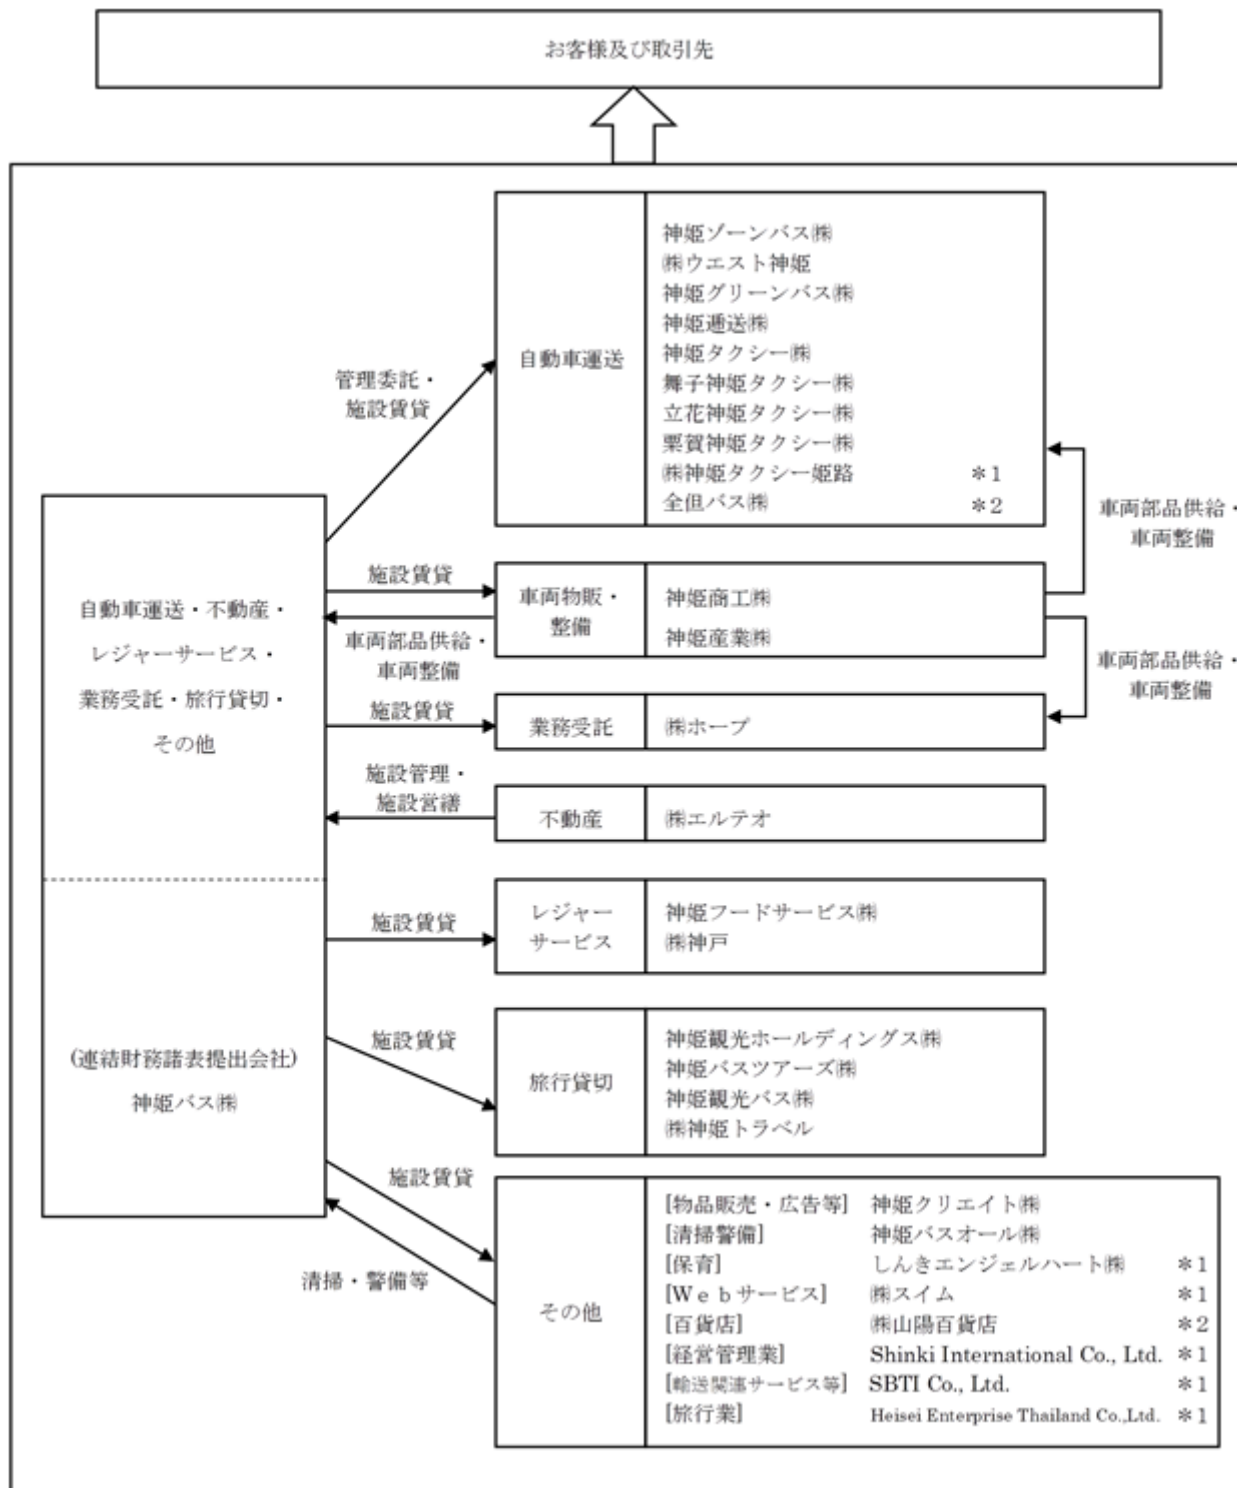 お客様及び取引先
管理委託・
施設賃貸
自動車運送
神姫ゾーンバス㈱
㈱ウエスト神姫
神姫グリーンバス㈱
神姫逓送㈱
神姫タクシー㈱
舞子神姫タクシー㈱
立花神姫タクシー㈱
栗賀神姫タクシー㈱
㈱神姫タクシー姫路 ＊1
全但バス㈱ ＊2
車両部品供給・
車両整備
自動車運送・不動産・
レジャーサービス・
業務受託・旅行貸切・
その他
(連結財務諸表提出会社)
神姫バス㈱
施設賃貸
車両部品供給・
車両整備
車両物販・
整備
神姫商工㈱
神姫産業㈱
車両部品供給・
車両整備
施設賃貸
業務受託
㈱ホープ
施設管理・
施設営繕
不動産
㈱エルテオ
施設賃貸
レジャー
サービス
神姫フードサービス㈱
㈱神戸
施設賃貸
旅行貸切
神姫観光ホールディングス㈱
神姫バスツアーズ㈱
神姫観光バス㈱
㈱神姫トラベル
施設賃貸
清掃・警備等
その他
[物品販売・広告等] 神姫クリエイト㈱
[清掃警備] 神姫バスオール㈱
[保育] しんきエンジェルハート㈱ ＊1
[Ｗｅｂサービス] ㈱スイム ＊1
[百貨店] ㈱山陽百貨店 ＊2
[経営管理業] Shinki International Co., Ltd. ＊1
[輸送関連サービス等] SBTI Co., Ltd. ＊1
[旅行業] Heisei Enterprise Thailand Co.,Ltd. ＊1